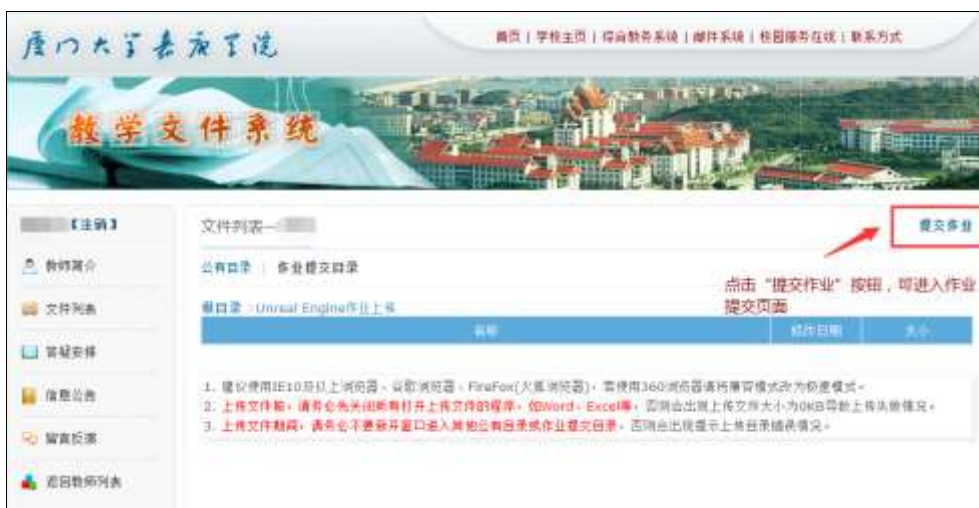 厦门大学嘉庚学院
首页 | 学校主页 | 综合教务系统 | 邮件系统 | 校园服务在线 | 联系方式
教学文件系统
【注销】
文件列表—
提交作业
教师简介
公有目录 | 作业提交目录
点击“提交作业”按钮，可进入作业
提交页面
文件列表
根目录 >Unreal Engine作业上传
名称 修改日期 大小
答疑安排
1. 建议使用IE10及以上浏览器、谷歌浏览器、FireFox(火狐浏览器)，若使用360浏览器请将兼容模式改为极速模式。
信息公告
2. 上传文件前，请务必先关闭所有打开上传文件的程序，如Word、Excel等，否则会出现上传文件大小为0KB导致上传失败情况。
3. 上传文件期间，请务必不要新开窗口进入其他公有目录或作业提交目录，否则会出现提示上传目录错误情况。
留言反馈
返回教师列表